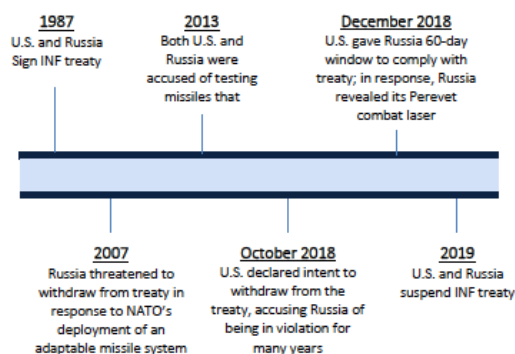 1987
U.S. and Russia
Sign INF treaty
2013
Both U.S. and
Russia were
accused of testing
missiles that
December 2018
U.S. gave Russia 60-day
window to comply with
treaty; in response, Russia
revealed its Perevet
combat laser
2007
Russia threatened to
withdraw from treaty in
response to NATO's
deployment of an
adaptable missile system
October 2018
U.S. declared intent to
withdraw from the
treaty, accusing Russia of
being in violation for
many years
2019
U.S. and Russia
suspend INF treaty